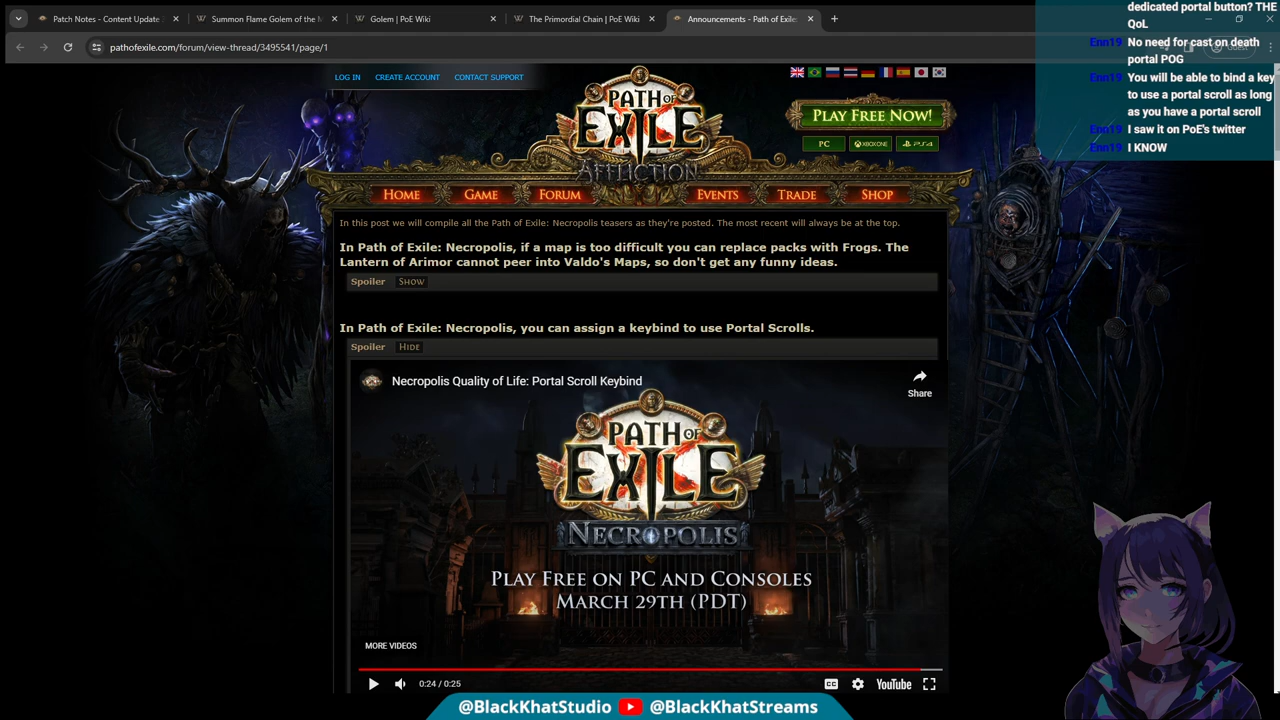 Patch Notes - Content Update
Summon Flame Golem of the M
Golem | PoE Wiki
The Primordial Chain | PoE Wiki
Announcements - Path of Exile
pathofexile.com/forum/view-thread/3495541/page/1
dedicated portal button? THE
QoL
Enn19 No need for cast on death
portal POG
Enn19 You will be able to bind a key
to use a portal scroll as long
as you have a portal scroll
Enn19 I saw it on PoE's twitter
Enn19 I KNOW
LOG IN CREATE ACCOUNT CONTACT SUPPORT
PATH OF
EXILE
AFFLICTION
PLAY FREE NOW!
PC XBOX ONE PS4
HOME GAME FORUM EVENTS TRADE SHOP
In this post we will compile all the Path of Exile: Necropolis teasers as they're posted. The most recent will always be at the top.
In Path of Exile: Necropolis, if a map is too difficult you can replace packs with Frogs. The
Lantern of Arimor cannot peer into Valdo's Maps, so don't get any funny ideas.
Spoiler SHOW
In Path of Exile: Necropolis, you can assign a keybind to use Portal Scrolls.
Spoiler HIDE
Necropolis Quality of Life: Portal Scroll Keybind
Share
PATH OF
EXILE
NECROPOLIS
PLAY FREE ON PC AND CONSOLES
MARCH 29TH (PDT)
MORE VIDEOS
0:24 / 0:25
CC
YouTube
@BlackKhatStudio @BlackKhatStreams